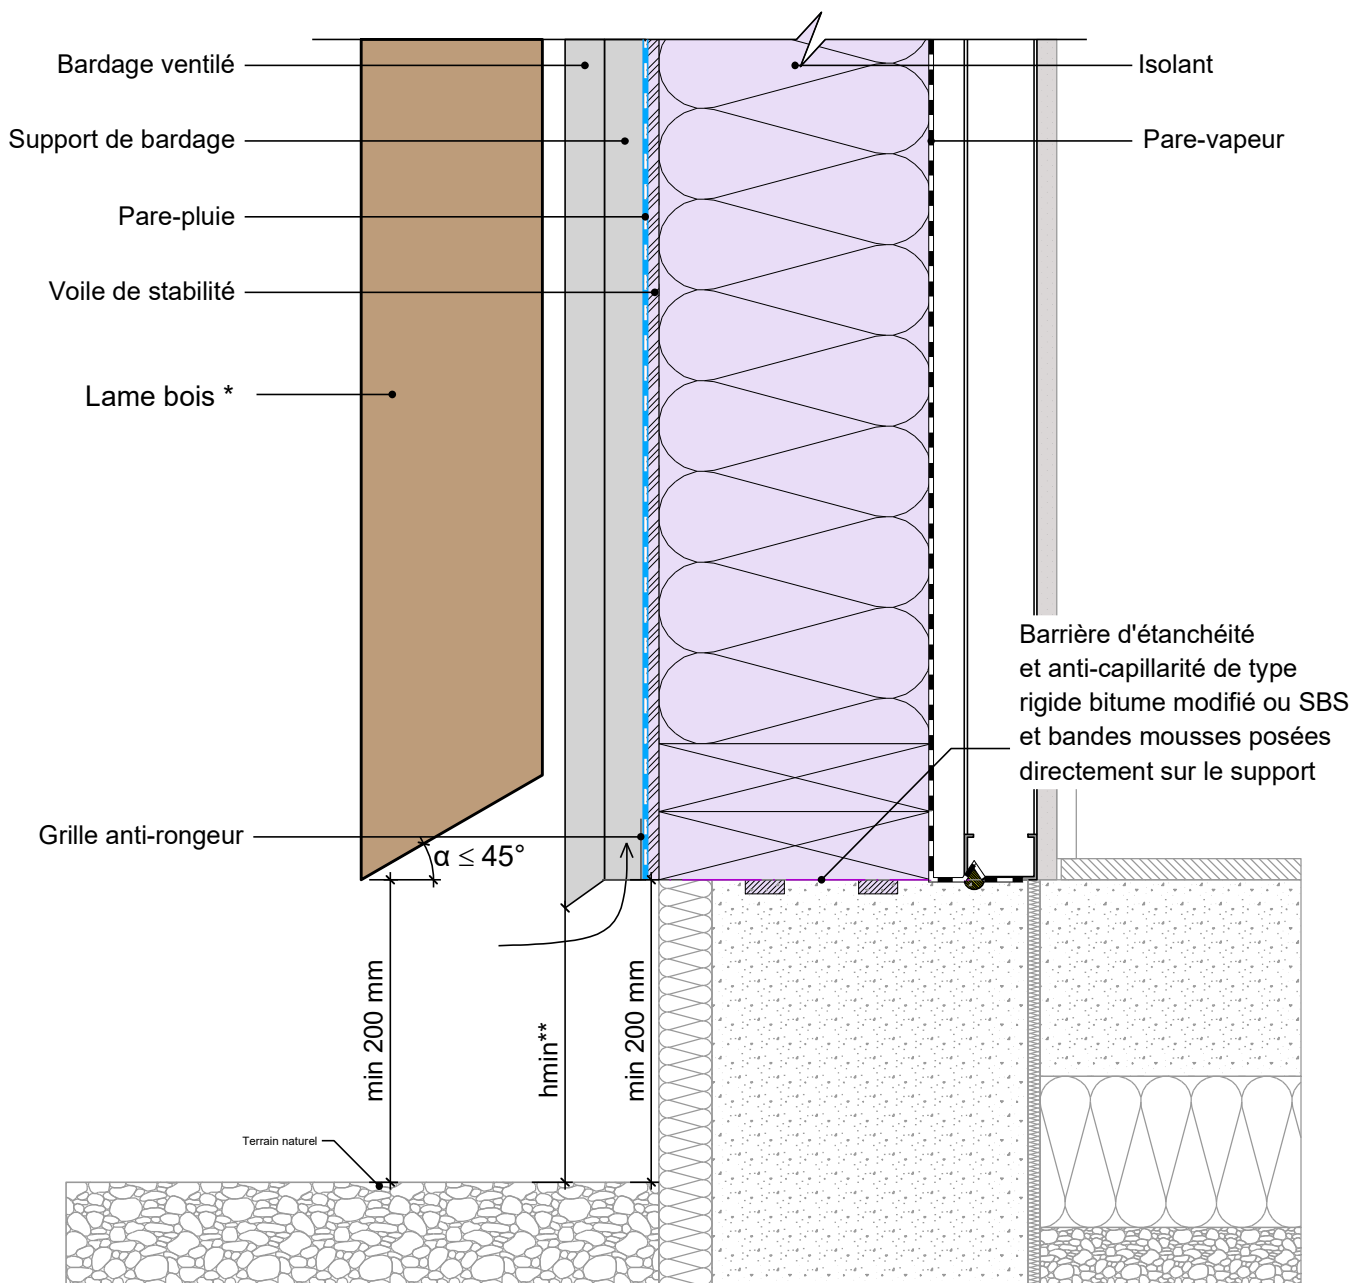 Bardage ventilé
Isolant
Support de bardage
Pare-vapeur
Pare-pluie
Voile de stabilité
Lame bois *
Barrière d'étanchéité
et anti-capillarité de type
rigide bitume modifié ou SBS
et bandes mousses posées
directement sur le support
Grille anti-rongeur
α ≤ 45°
min 200 mm
hmin**
min 200 mm
Terrain naturel